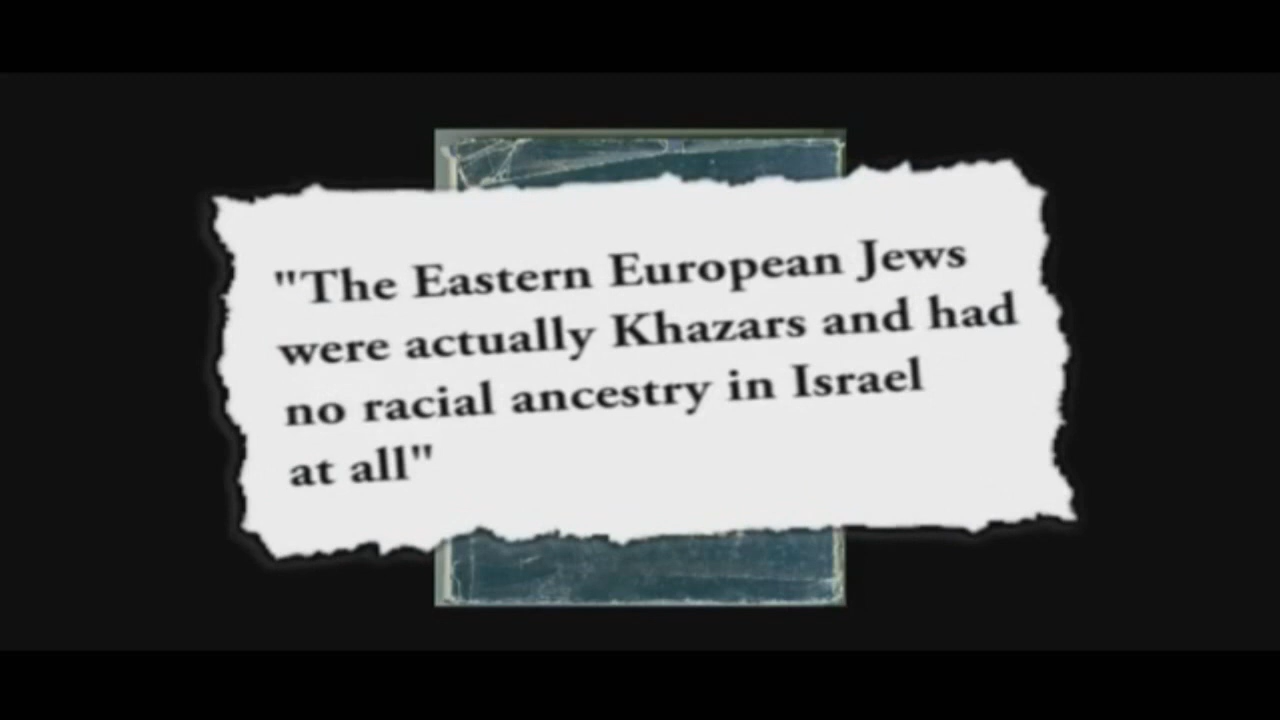 "The Eastern European Jews
were actually Khazars and had
no racial ancestry in Israel
at all"